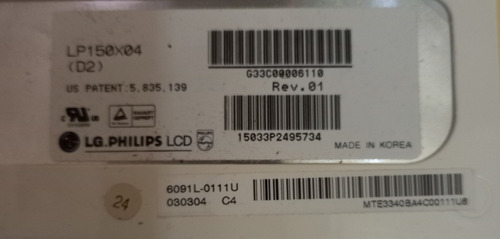 LP150X04
(D2)
US PATENT:5,835,139
G33C00006110
Rev.01
LG.PHILIPS LCD
15033P2495734
MADE IN KOREA
24
6091L-0111U
030304 C4
MTE3340BA4C00111U6